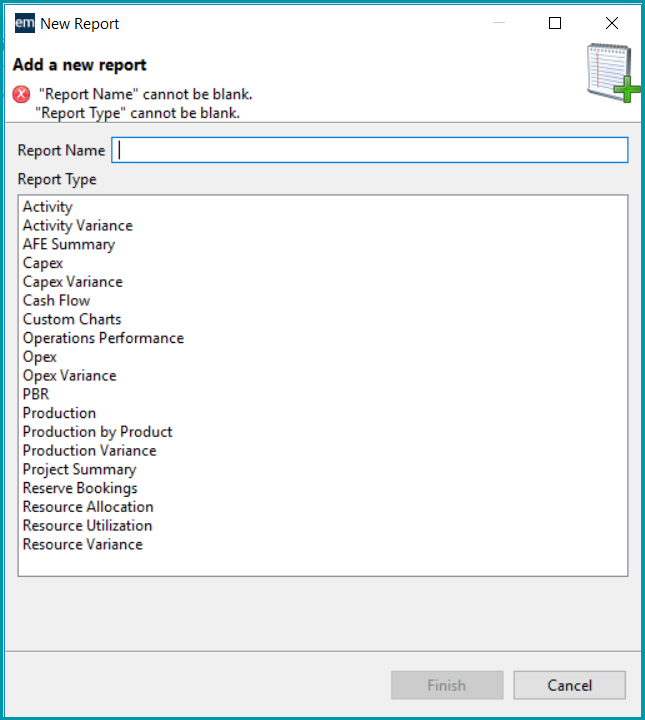 em New Report
Add a new report
"Report Name" cannot be blank.
"Report Type" cannot be blank.
Report Name
Report Type
Activity
Activity Variance
AFE Summary
Capex
Capex Variance
Cash Flow
Custom Charts
Operations Performance
Opex
Opex Variance
PBR
Production
Production by Product
Production Variance
Project Summary
Reserve Bookings
Resource Allocation
Resource Utilization
Resource Variance
Finish Cancel